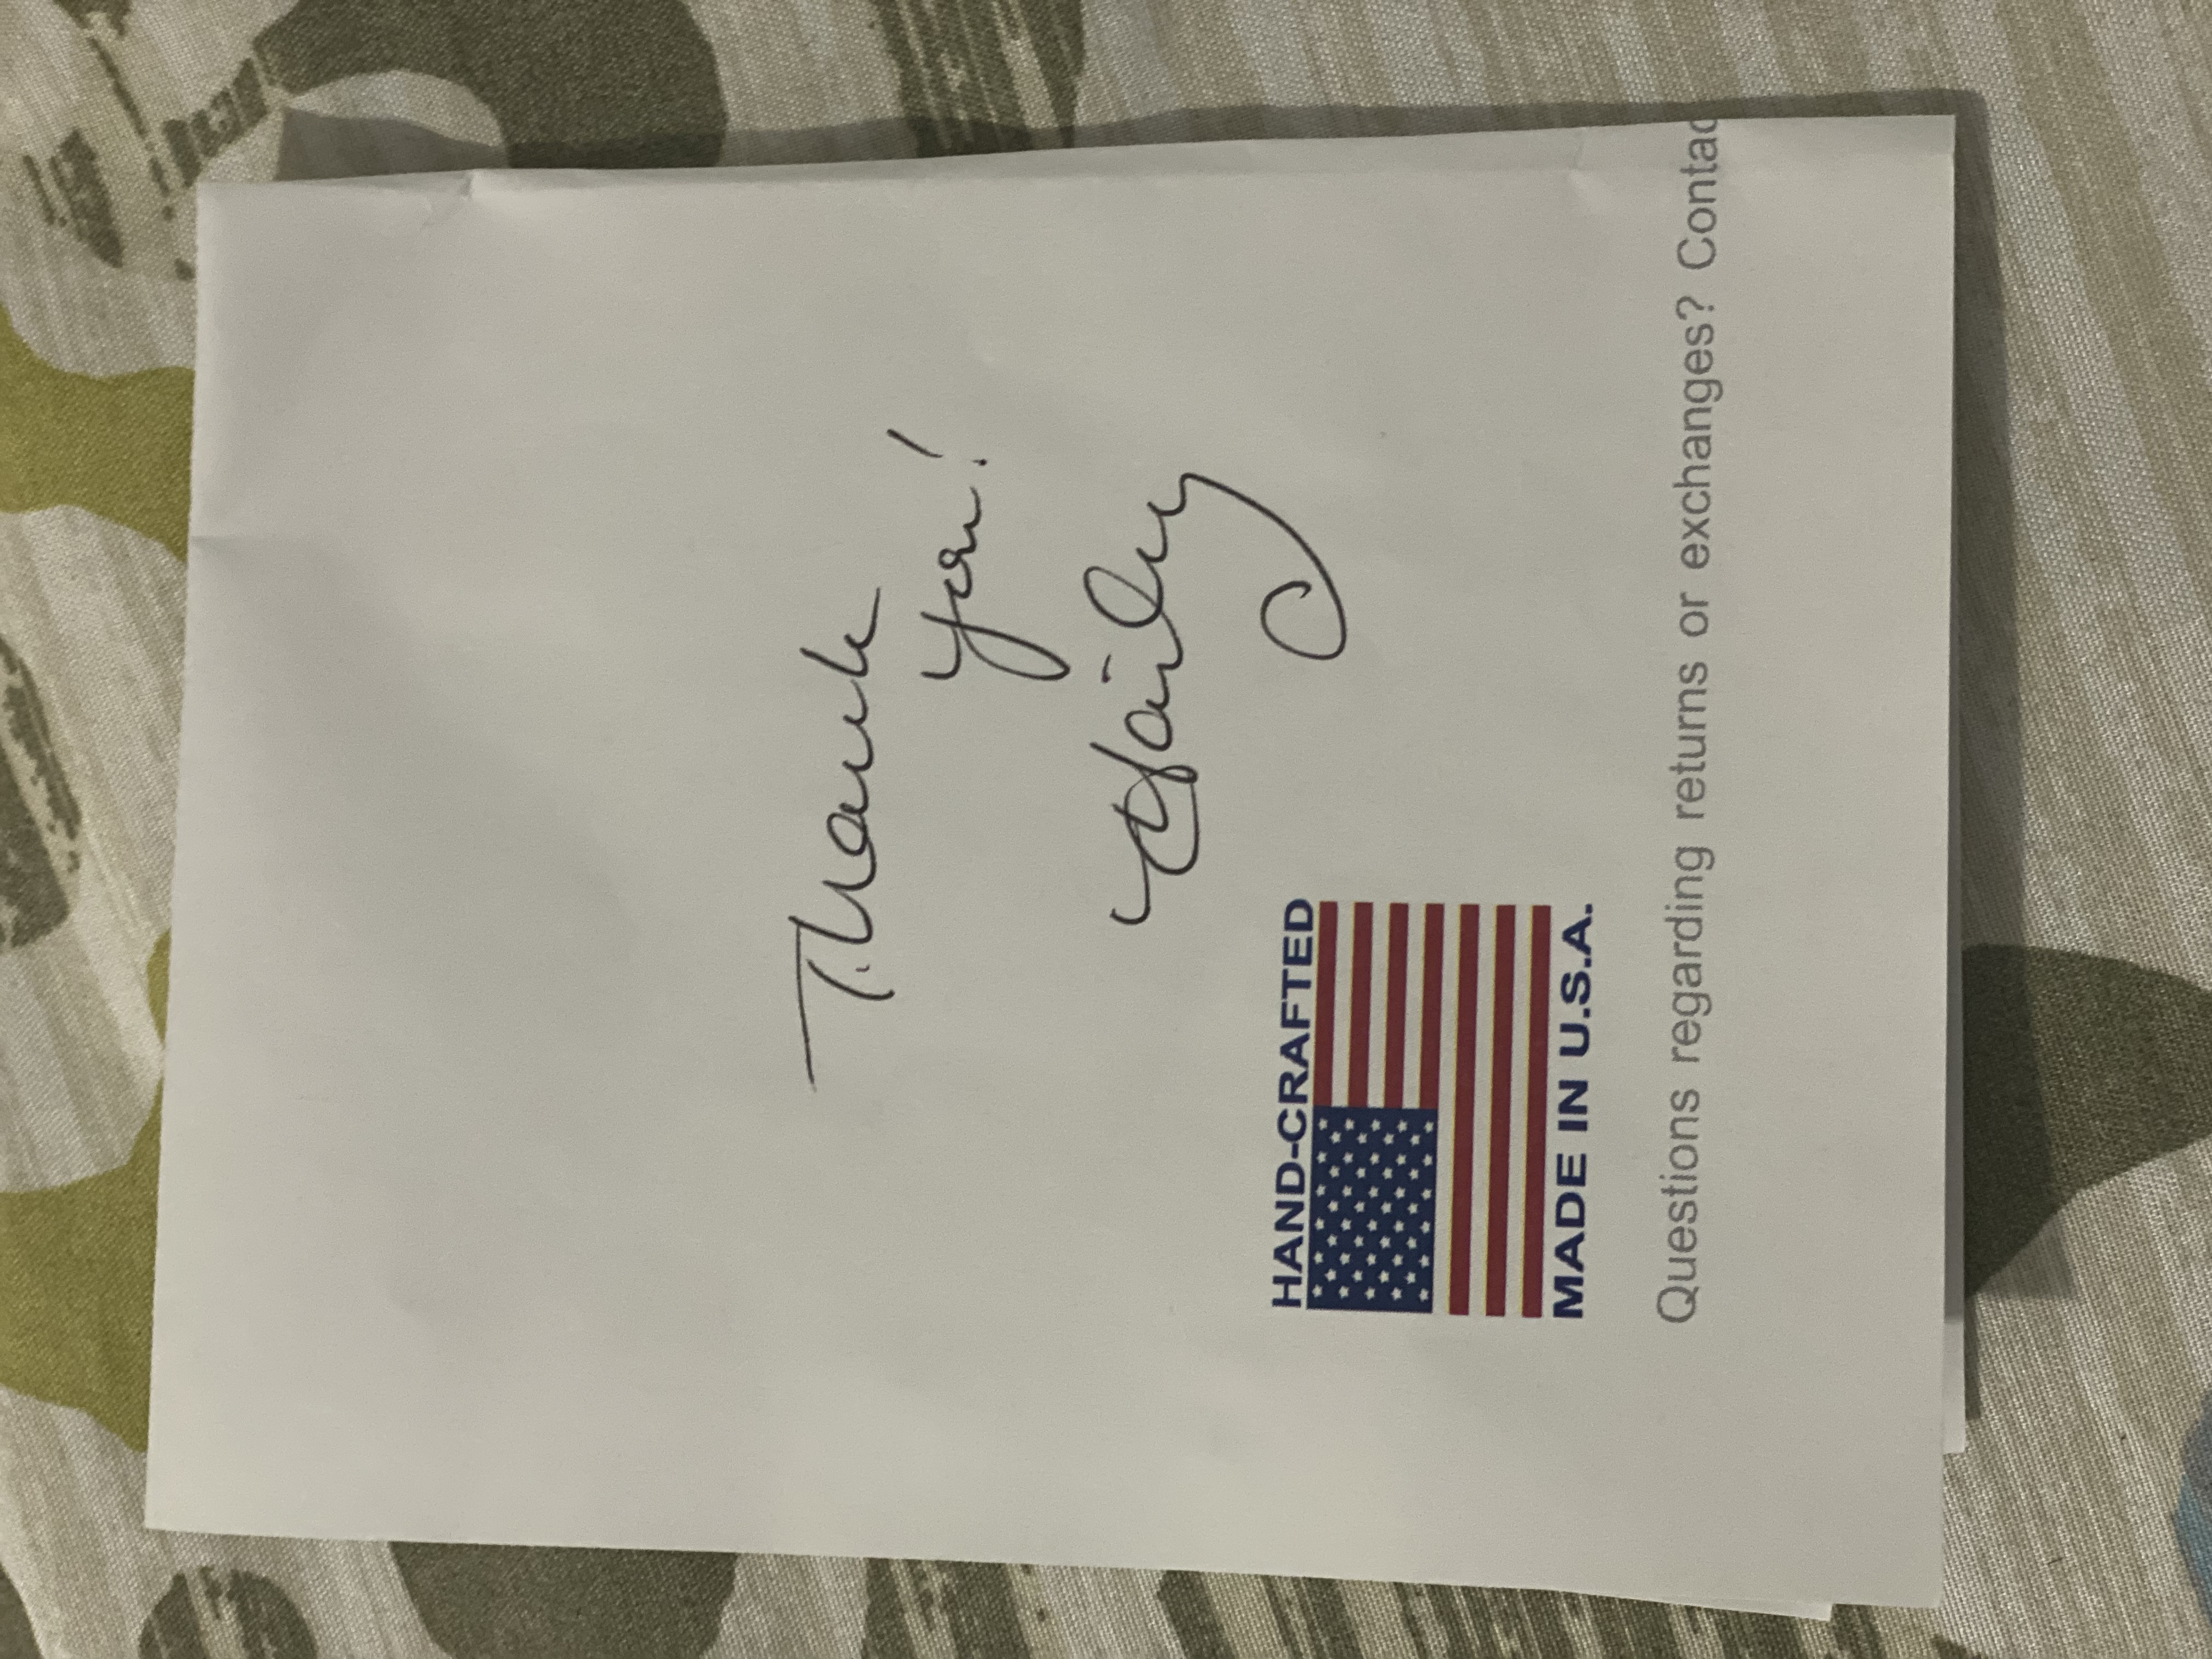 Thank
you!
HAND-CRAFTED
MADE IN U.S.A.
Questions regarding returns or exchanges? Contac